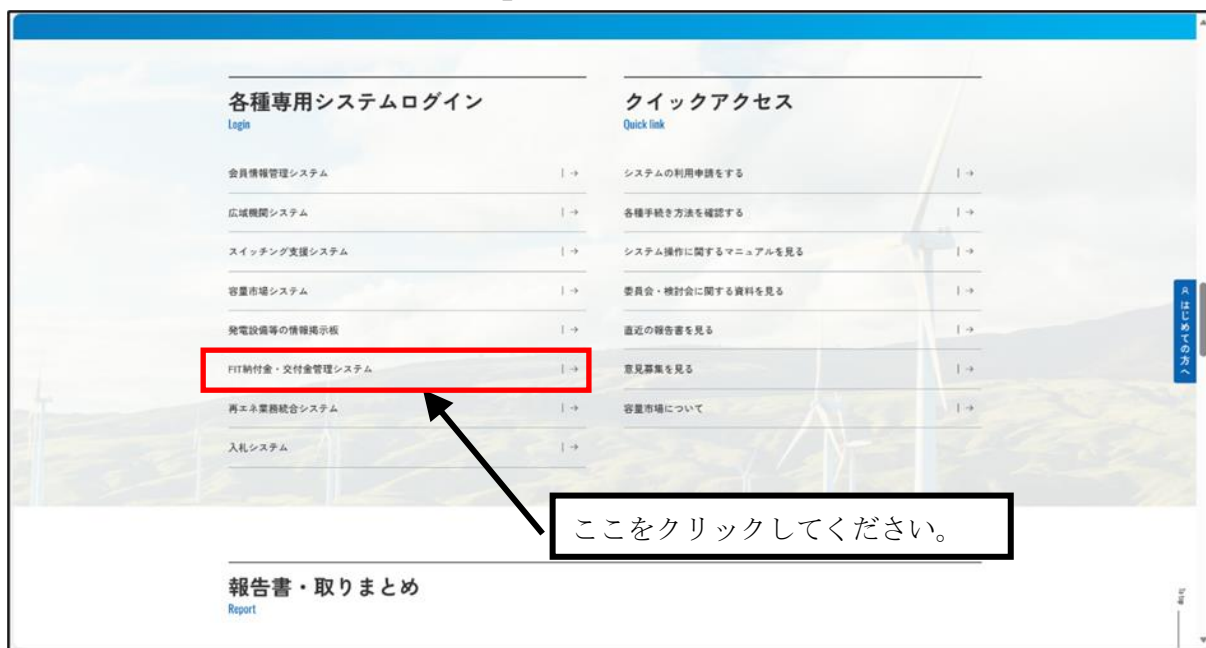 各種専用システムログイン
Login
会員情報管理システム
広域機関システム
スイッチング支援システム
容量市場システム
発電設備等の情報掲示板
FIT納付金・交付金管理システム
再エネ業務統合システム
入札システム
クイックアクセス
Quick link
システムの利用申請をする
各種手続き方法を確認する
システム操作に関するマニュアルを見る
委員会・検討会に関する資料を見る
直近の報告書を見る
意見募集を見る
容量市場について
はじめての方へ
ここをクリックしてください。
報告書・取りまとめ
Report
To top